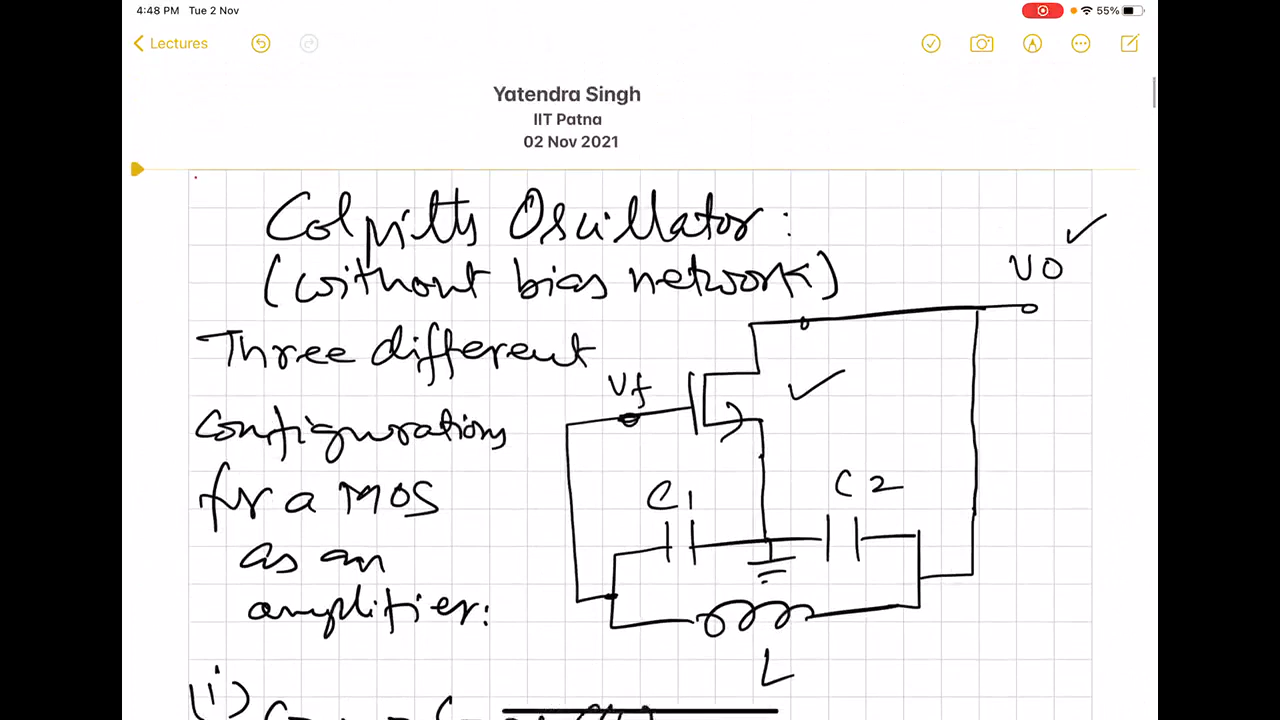 4:48 PM Tue 2 Nov
55%
Lectures
Yatendra Singh
IIT Patna
02 Nov 2021
Colpitts Oscillator:
(without bias network)
VO
Three different
Vf
configurations
C1
C2
for a MOS
as an
amplifier:
L
(i)